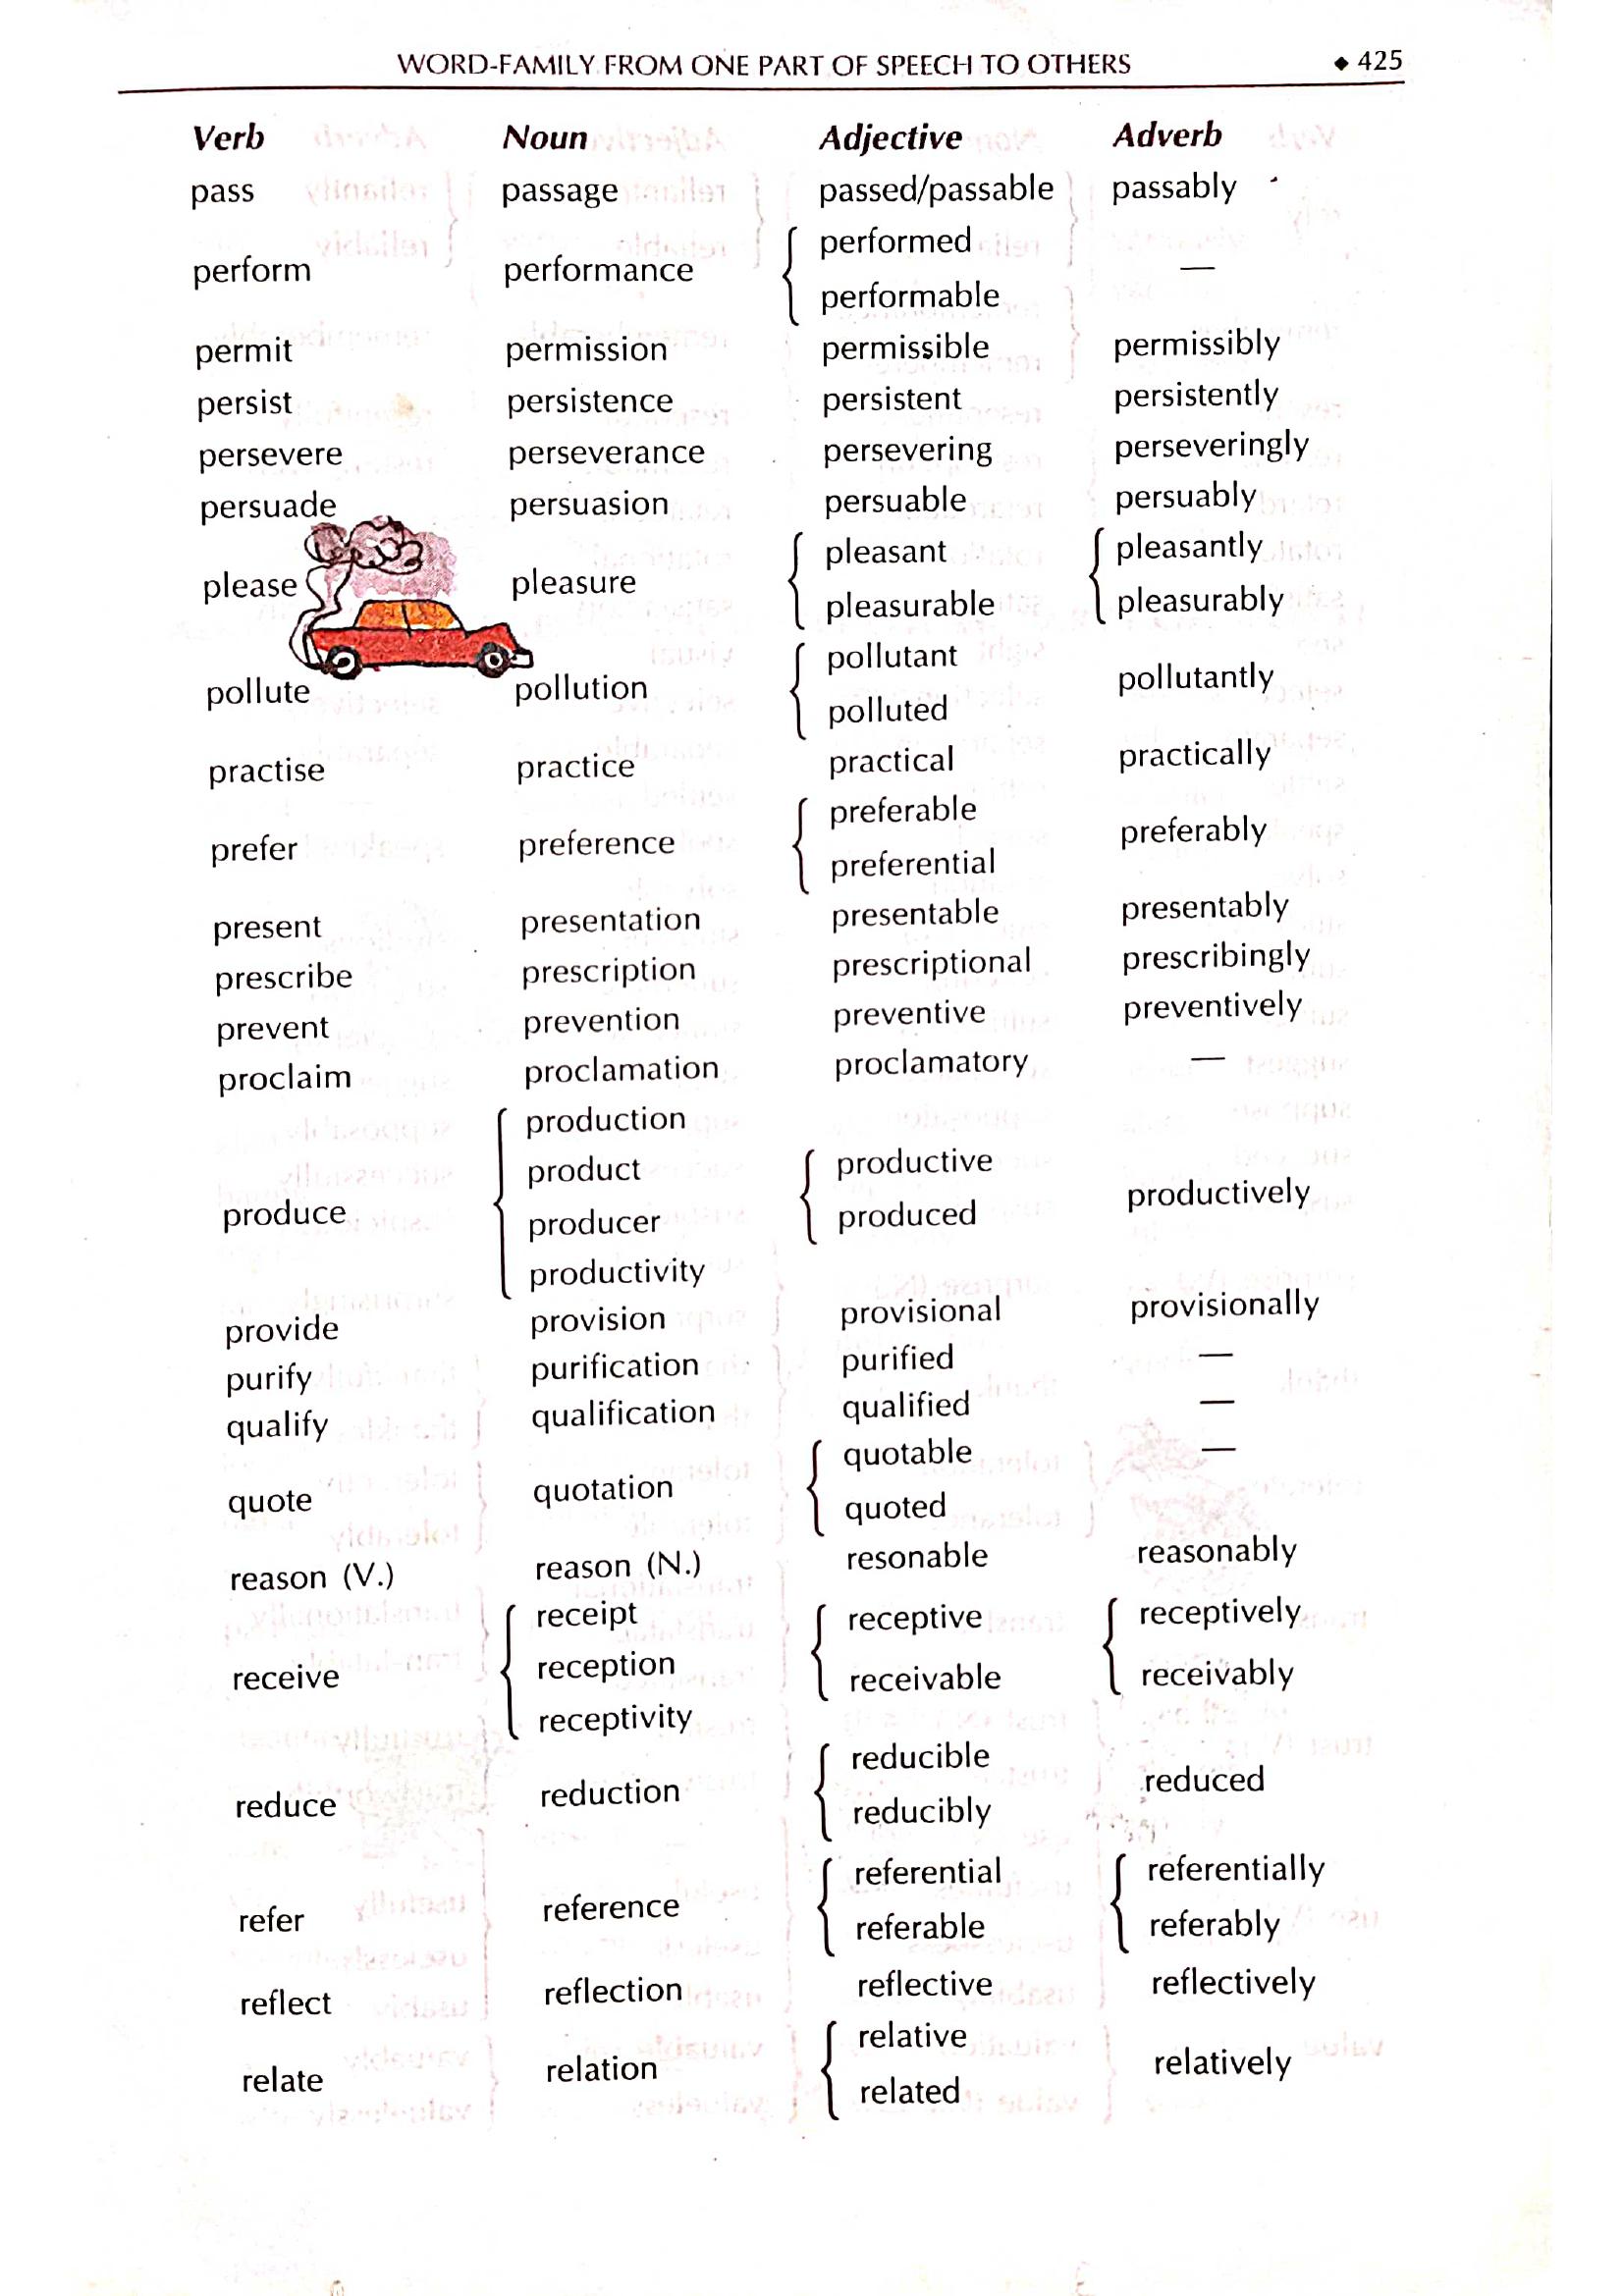 WORD-FAMILY FROM ONE PART OF SPEECH TO OTHERS ◆ 425
Verb Noun Adjective Adverb
pass passage passed/passable passably
performed
perform performance —
performable
permit permission permissible permissibly
persist persistence persistent persistently
persevere perseverance persevering perseveringly
persuade persuasion persuable persuably
pleasant pleasantly
please pleasure
pleasurable pleasurably
pollutant
pollute pollution pollutantly
polluted
practise practice practical practically
preferable
prefer preference preferably
preferential
present presentation presentable presentably
prescribe prescription prescriptional prescribingly
prevent prevention preventive preventively
proclaim proclamation proclamatory —
production
product productive
produce productively
producer produced
productivity
provide provision provisional provisionally
purify purification purified —
qualify qualification qualified —
quotable —
quote quotation
quoted
reason (V.) reason (N.) resonable reasonably
receipt receptive receptively
receive reception receivable receivably
receptivity
reducible
reduce reduction reduced
reducibly
referential referentially
refer reference
referable referably
reflect reflection reflective reflectively
relative
relate relation relatively
related